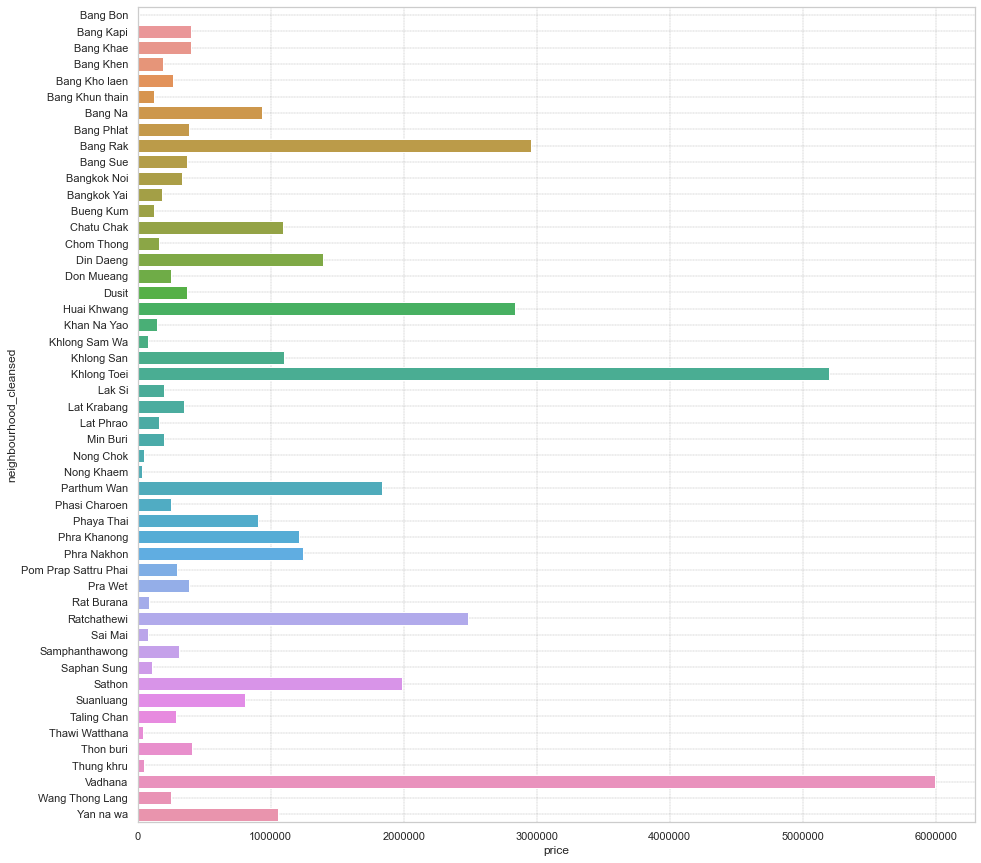 Bang Bon
Bang Kapi
Bang Khae
Bang Khen
Bang Kho laen
Bang Khun thain
Bang Na
Bang Phlat
Bang Rak
Bang Sue
Bangkok Noi
Bangkok Yai
Bueng Kum
Chatu Chak
Chom Thong
Din Daeng
Don Mueang
Dusit
Huai Khwang
Khan Na Yao
Khlong Sam Wa
Khlong San
Khlong Toei
Lak Si
Lat Krabang
Lat Phrao
Min Buri
Nong Chok
Nong Khaem
Parthum Wan
Phasi Charoen
Phaya Thai
Phra Khanong
Phra Nakhon
Pom Prap Sattru Phai
Pra Wet
Rat Burana
Ratchathewi
Sai Mai
Samphanthawong
Saphan Sung
Sathon
Suanluang
Taling Chan
Thawi Watthana
Thon buri
Thung khru
Vadhana
Wang Thong Lang
Yan na wa
neighbourhood_cleansed
0 1000000 2000000 3000000 4000000 5000000 6000000
price